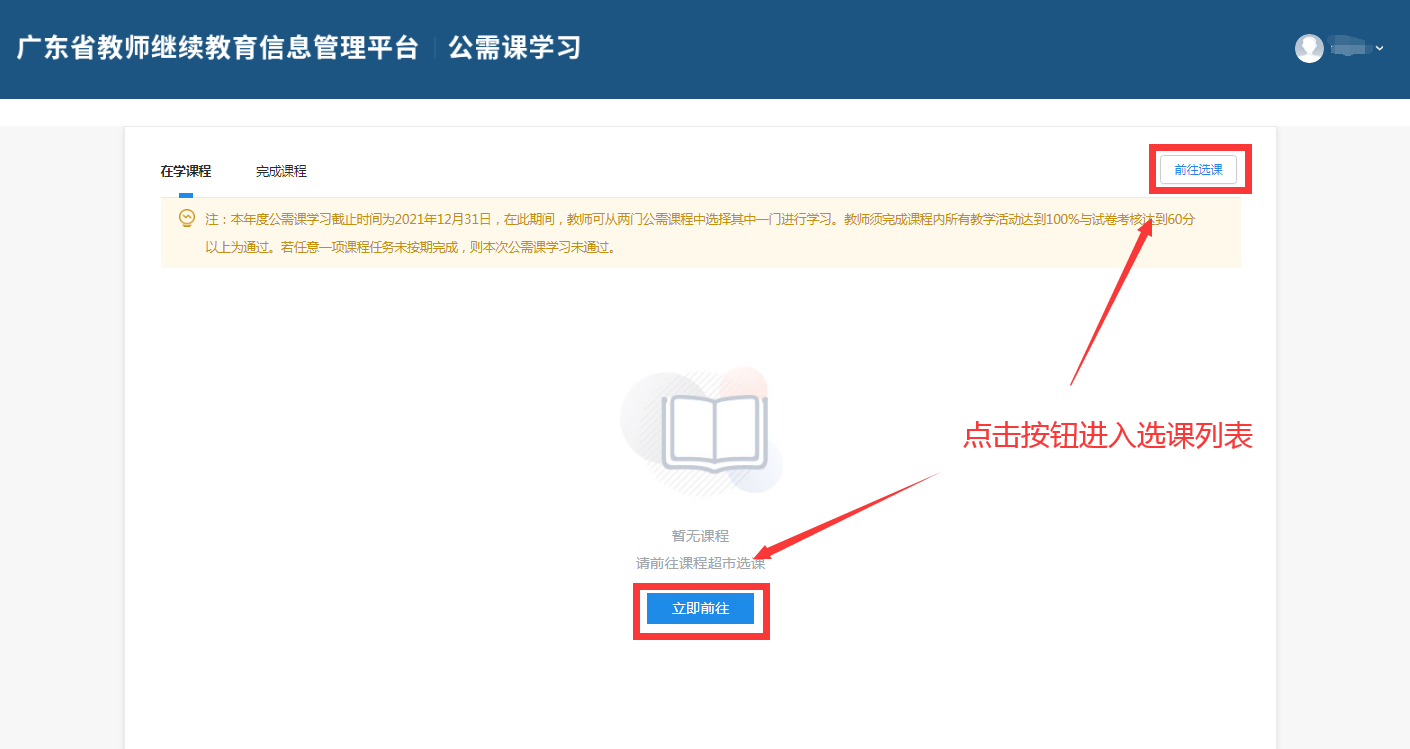 广东省教师继续教育信息管理平台 公需课学习
在学课程 完成课程 前往选课
注：本年度公需课学习截止时间为2021年12月31日，在此期间，教师可从两门公需课程中选择其中一门进行学习。教师须完成课程内所有教学活动达到100%与试卷考核达到60分
以上为通过。若任意一项课程任务未按期完成，则本次公需课学习未通过。
点击按钮进入选课列表
暂无课程
请前往课程超市选课
立即前往